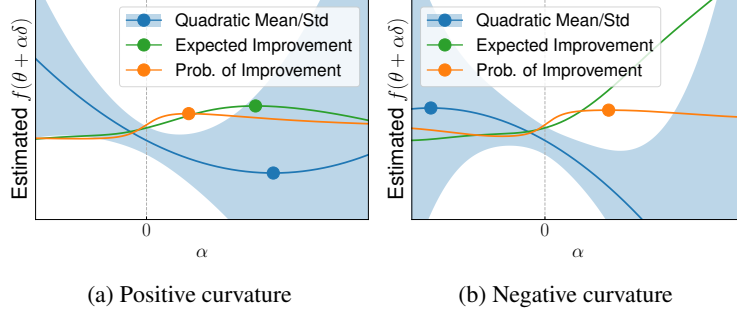 Estimated f(θ + αδ)
Quadratic Mean/Std
Expected Improvement
Prob. of Improvement
0
α
(a) Positive curvature
Estimated f(θ + αδ)
Quadratic Mean/Std
Expected Improvement
Prob. of Improvement
0
α
(b) Negative curvature